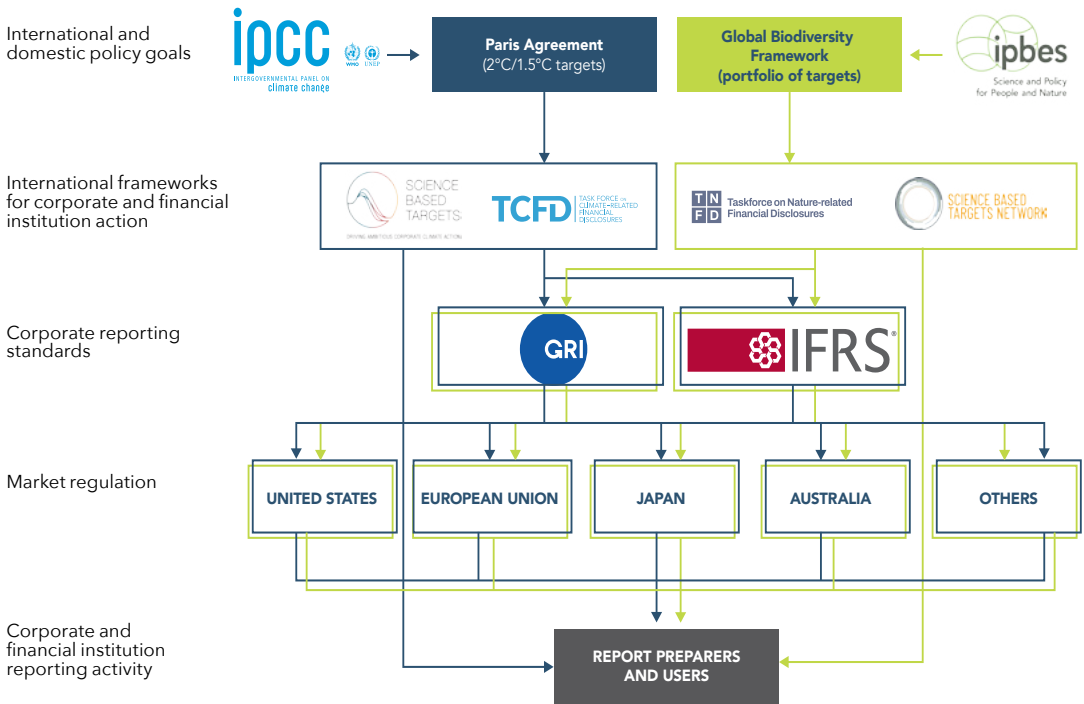 International and
domestic policy goals
ipcc
INTERGOVERNMENTAL PANEL ON
climate change
WMO
UNEP
Paris Agreement
(2°C/1.5°C targets)
Global Biodiversity
Framework
(portfolio of targets)
ipbes
Science and Policy
for People and Nature
International frameworks
for corporate and financial
institution action
SCIENCE
BASED
TARGETS
DRIVING AMBITIOUS CORPORATE CLIMATE ACTION
TCFD
TASK FORCE ON
CLIMATE-RELATED
FINANCIAL
DISCLOSURES
TN
FD
Taskforce on Nature-related
Financial Disclosures
SCIENCE BASED
TARGETS NETWORK
Corporate reporting
standards
GRI
IFRS®
Market regulation
UNITED STATES
EUROPEAN UNION
JAPAN
AUSTRALIA
OTHERS
Corporate and
financial institution
reporting activity
REPORT PREPARERS
AND USERS